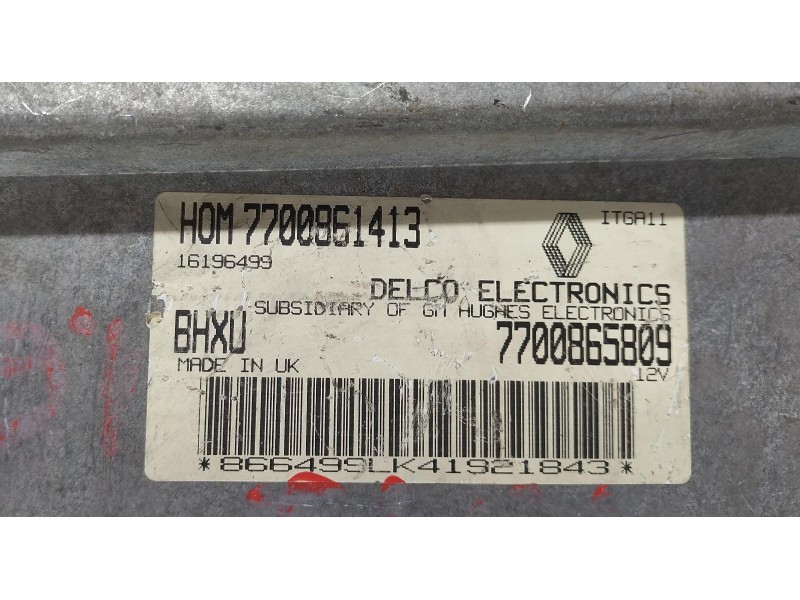 HOM 7700861413
ITGA11
16196499
DELCO ELECTRONICS
SUBSIDIARY OF GM HUGHES ELECTRONICS
BHXU
7700865809
MADE IN UK
12V
*866499LK41921843*